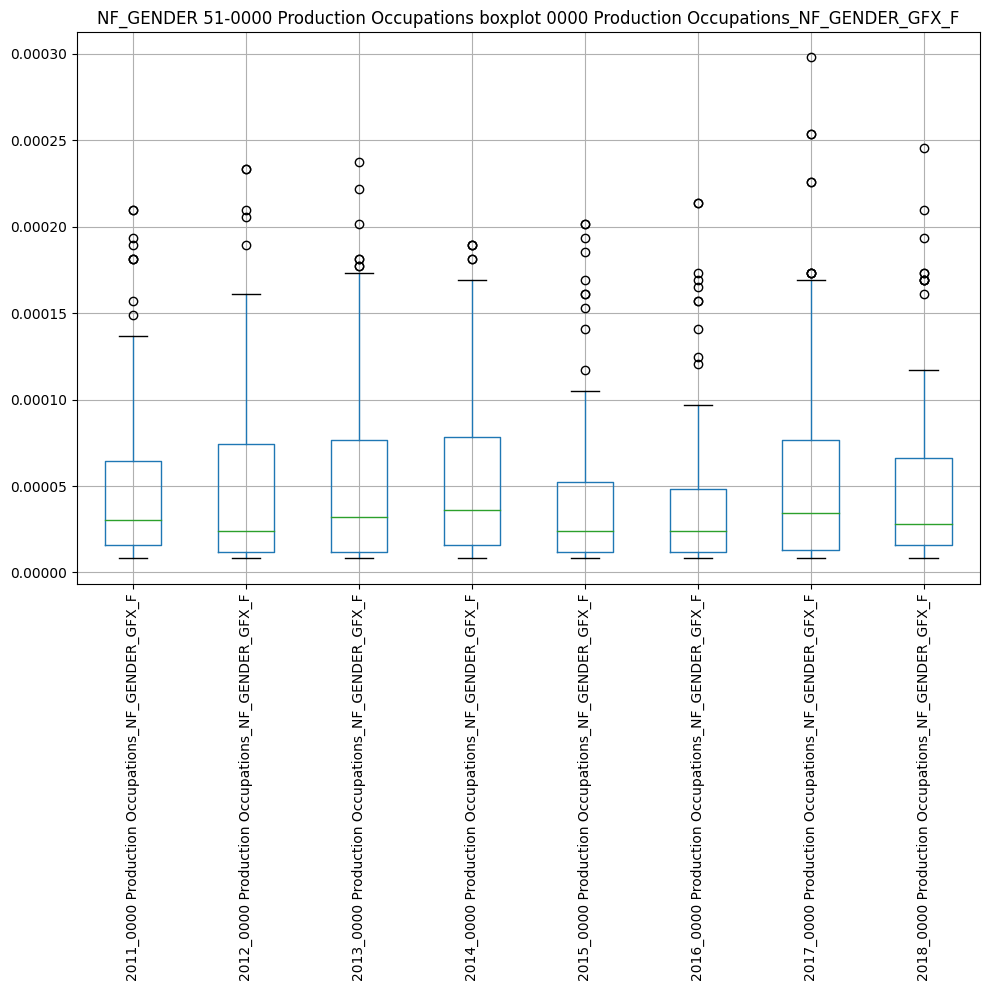 NF_GENDER 51-0000 Production Occupations boxplot 0000 Production Occupations_NF_GENDER_GFX_F
0.00030
0.00025
0.00020
0.00015
0.00010
0.00005
0.00000
2011_0000 Production Occupations_NF_GENDER_GFX_F
2012_0000 Production Occupations_NF_GENDER_GFX_F
2013_0000 Production Occupations_NF_GENDER_GFX_F
2014_0000 Production Occupations_NF_GENDER_GFX_F
2015_0000 Production Occupations_NF_GENDER_GFX_F
2016_0000 Production Occupations_NF_GENDER_GFX_F
2017_0000 Production Occupations_NF_GENDER_GFX_F
2018_0000 Production Occupations_NF_GENDER_GFX_F